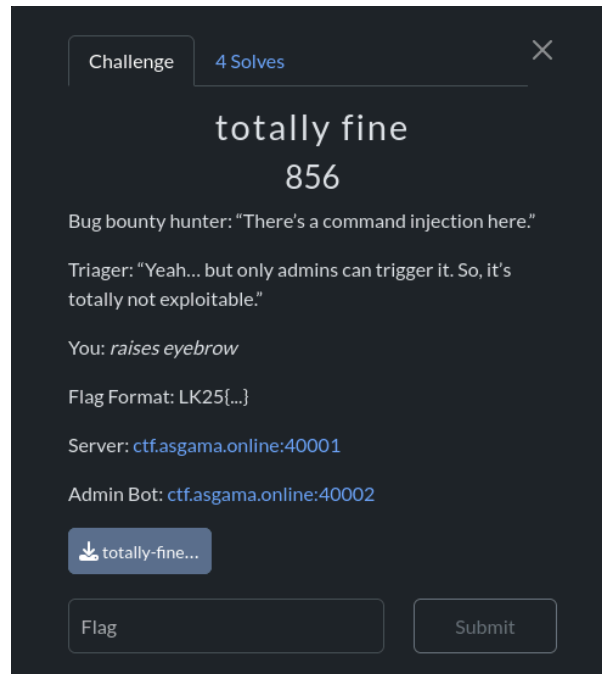 Challenge
4 Solves
totally fine
856
Bug bounty hunter: “There’s a command injection here.”
Triager: “Yeah… but only admins can trigger it. So, it’s
totally not exploitable.”
You: raises eyebrow
Flag Format: LK25{...}
Server: ctf.asgama.online:40001
Admin Bot: ctf.asgama.online:40002
totally-fine...
Flag
Submit